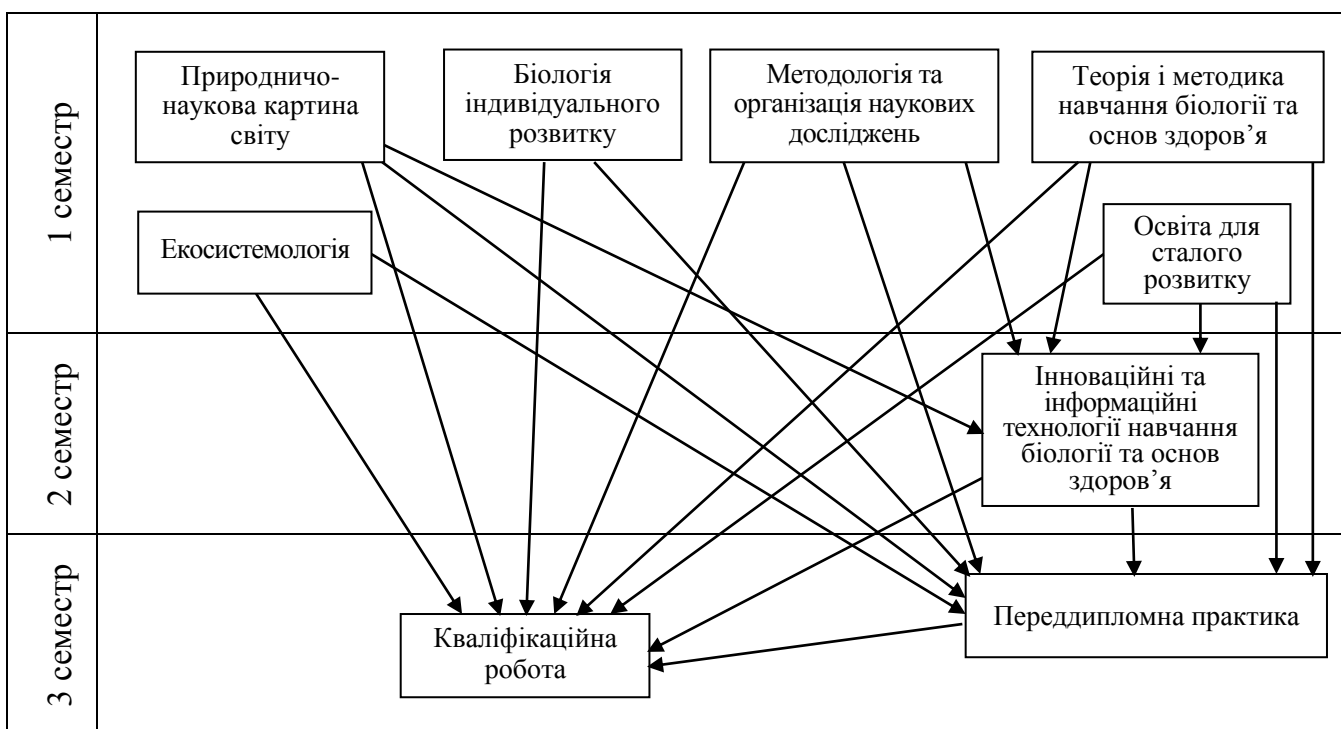 1 семестр
Природничо-
наукова картина
світу
Біологія
індивідуального
розвитку
Методологія та
організація наукових
досліджень
Теорія і методика
навчання біології та
основ здоров’я
Екосистемологія
Освіта для
сталого
розвитку
2 семестр
Інноваційні та
інформаційні
технології навчання
біології та основ
здоров’я
3 семестр
Кваліфікаційна
робота
Переддипломна практика